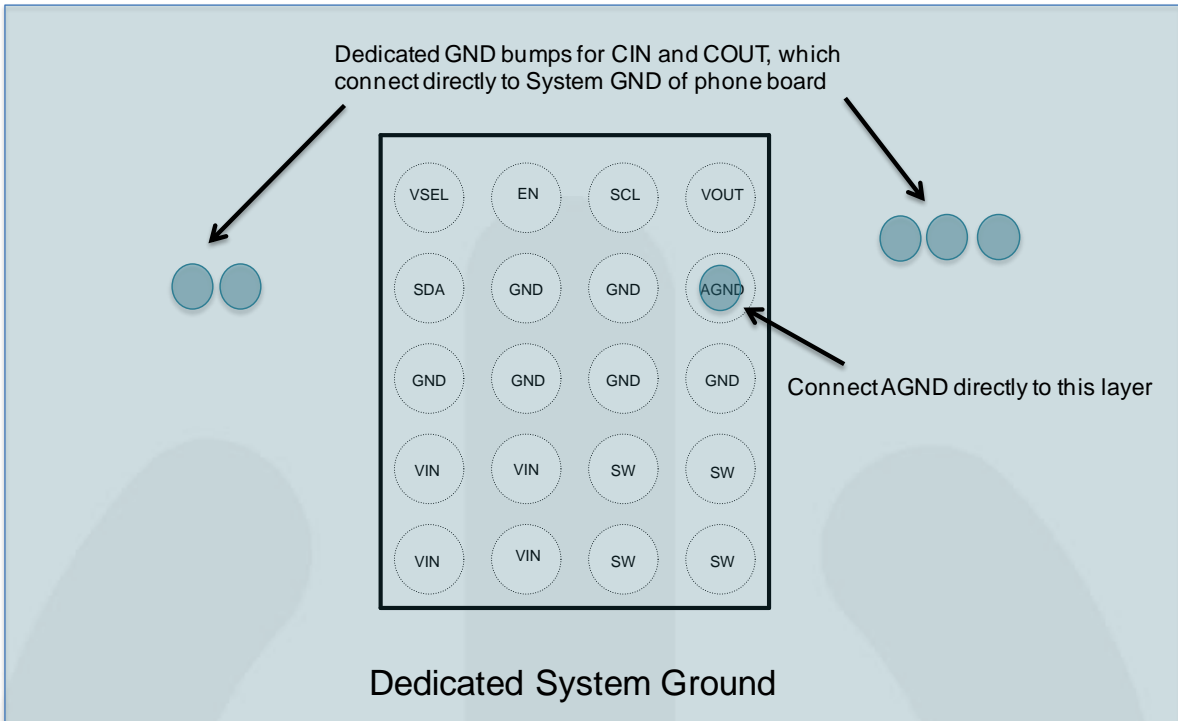 Dedicated GND bumps for CIN and COUT, which
connect directly to System GND of phone board
VSEL EN SCL VOUT
SDA GND GND AGND
Connect AGND directly to this layer
GND GND GND GND
VIN VIN SW SW
VIN VIN SW SW
Dedicated System Ground